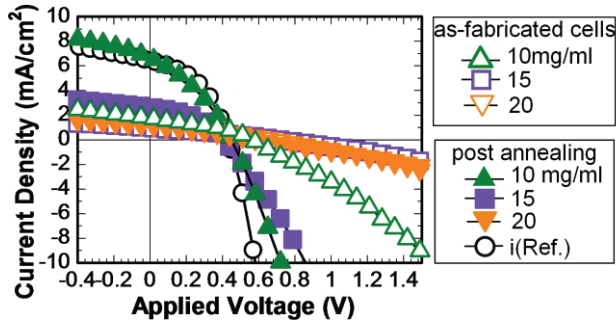 Current Density (mA/cm²)
10
8
6
4
2
0
-2
-4
-6
-8
-10
-0.4 -0.2 0 0.2 0.4 0.6 0.8 1 1.2 1.4
Applied Voltage (V)
as-fabricated cells
10mg/ml
15
20
post annealing
10 mg/ml
15
20
i(Ref.)